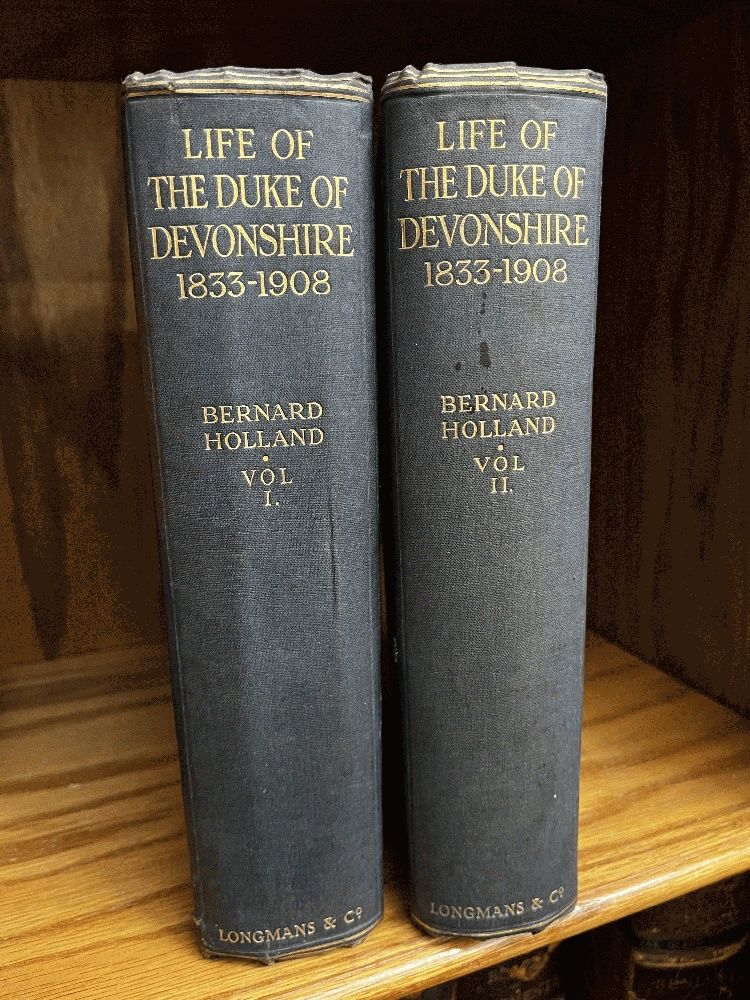 LIFE OF
THE DUKE OF
DEVONSHIRE
1833-1908
BERNARD
HOLLAND
VOL
I.
LONGMANS & Cº
LIFE OF
THE DUKE OF
DEVONSHIRE
1833-1908
BERNARD
HOLLAND
VOL
II.
LONGMANS & Cº